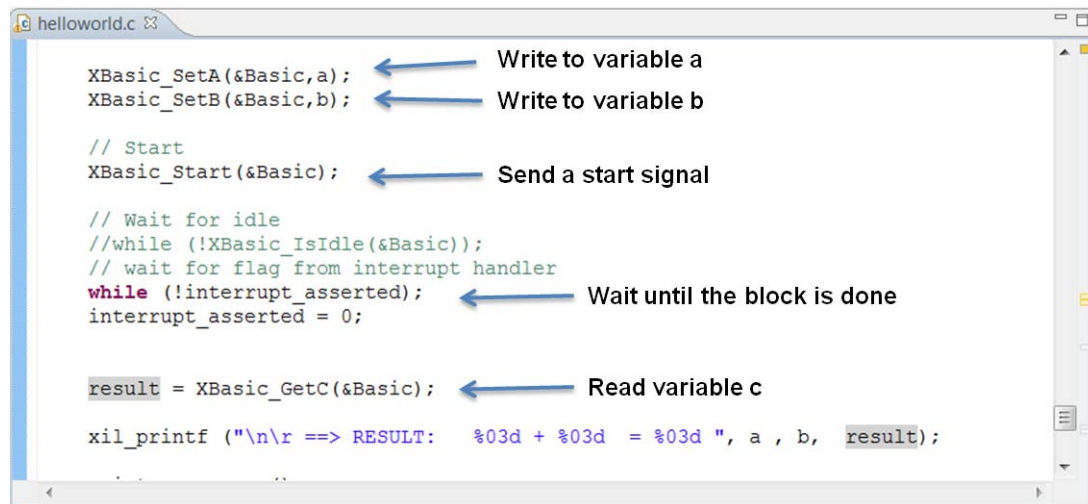 helloworld.c
XBasic_SetA(&Basic,a); Write to variable a
XBasic_SetB(&Basic,b); Write to variable b
// Start
XBasic_Start(&Basic); Send a start signal
// Wait for idle
//while (!XBasic_IsIdle(&Basic));
// wait for flag from interrupt handler
while (!interrupt_asserted); Wait until the block is done
interrupt_asserted = 0;
result = XBasic_GetC(&Basic); Read variable c
xil_printf ("\n\r ==> RESULT:   %03d + %03d  = %03d ", a , b,  result);